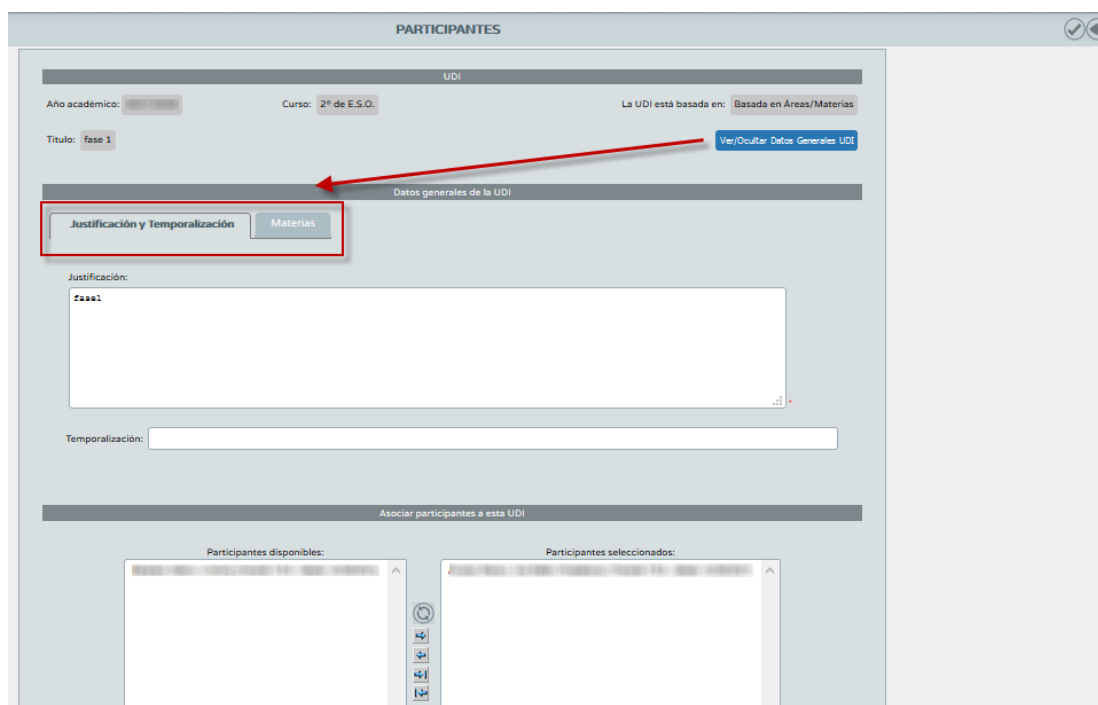 PARTICIPANTES
UDI
Año académico: Curso: 2º de E.S.O. La UDI está basada en: Basada en Áreas/Materias
Título: fase 1 Ver/Ocultar Datos Generales UDI
Datos generales de la UDI
Justificación y Temporalización Materias
Justificación:
fase1
Temporalización:
Asociar participantes a esta UDI
Participantes disponibles: Participantes seleccionados: